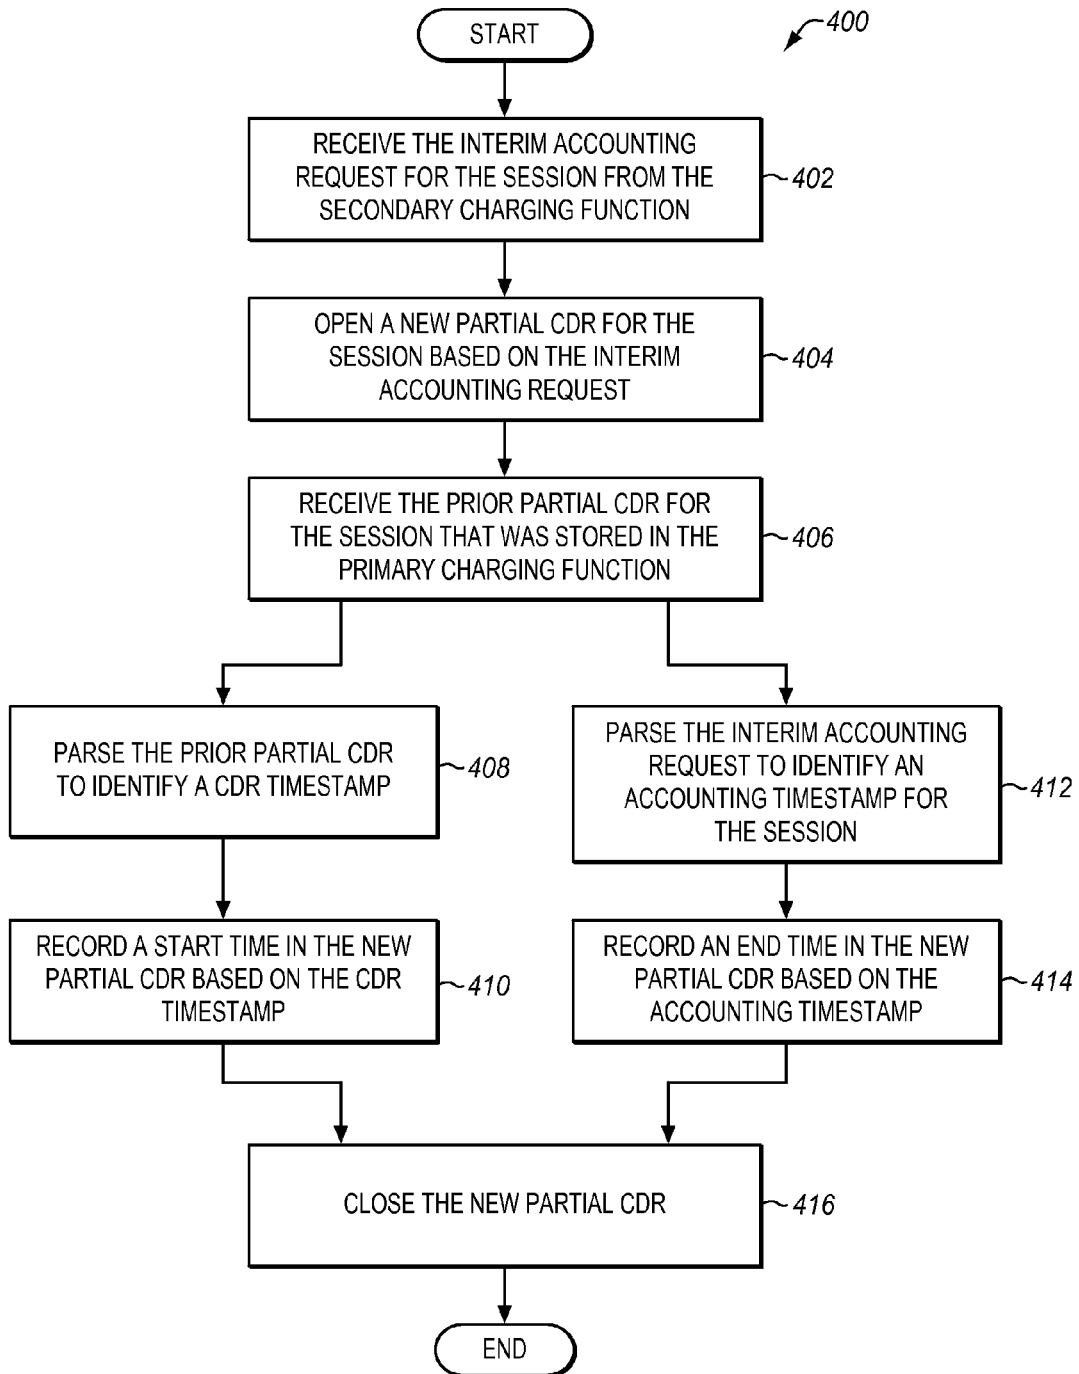 START
400
RECEIVE THE INTERIM ACCOUNTING
REQUEST FOR THE SESSION FROM THE
SECONDARY CHARGING FUNCTION
402
OPEN A NEW PARTIAL CDR FOR THE
SESSION BASED ON THE INTERIM
ACCOUNTING REQUEST
404
RECEIVE THE PRIOR PARTIAL CDR FOR
THE SESSION THAT WAS STORED IN THE
PRIMARY CHARGING FUNCTION
406
PARSE THE PRIOR PARTIAL CDR
TO IDENTIFY A CDR TIMESTAMP
408
PARSE THE INTERIM ACCOUNTING
REQUEST TO IDENTIFY AN
ACCOUNTING TIMESTAMP FOR
THE SESSION
412
RECORD A START TIME IN THE NEW
PARTIAL CDR BASED ON THE CDR
TIMESTAMP
410
RECORD AN END TIME IN THE NEW
PARTIAL CDR BASED ON THE
ACCOUNTING TIMESTAMP
414
CLOSE THE NEW PARTIAL CDR
416
END